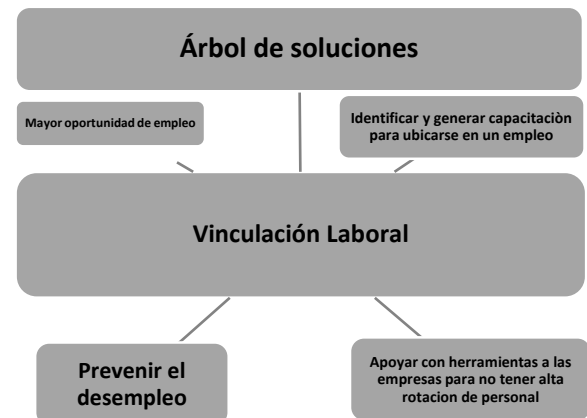 Árbol de soluciones
Mayor oportunidad de empleo
Identificar y generar capacitaciòn
para ubicarse en un empleo
Vinculación Laboral
Prevenir el
desempleo
Apoyar con herramientas a las
empresas para no tener alta
rotacion de personal